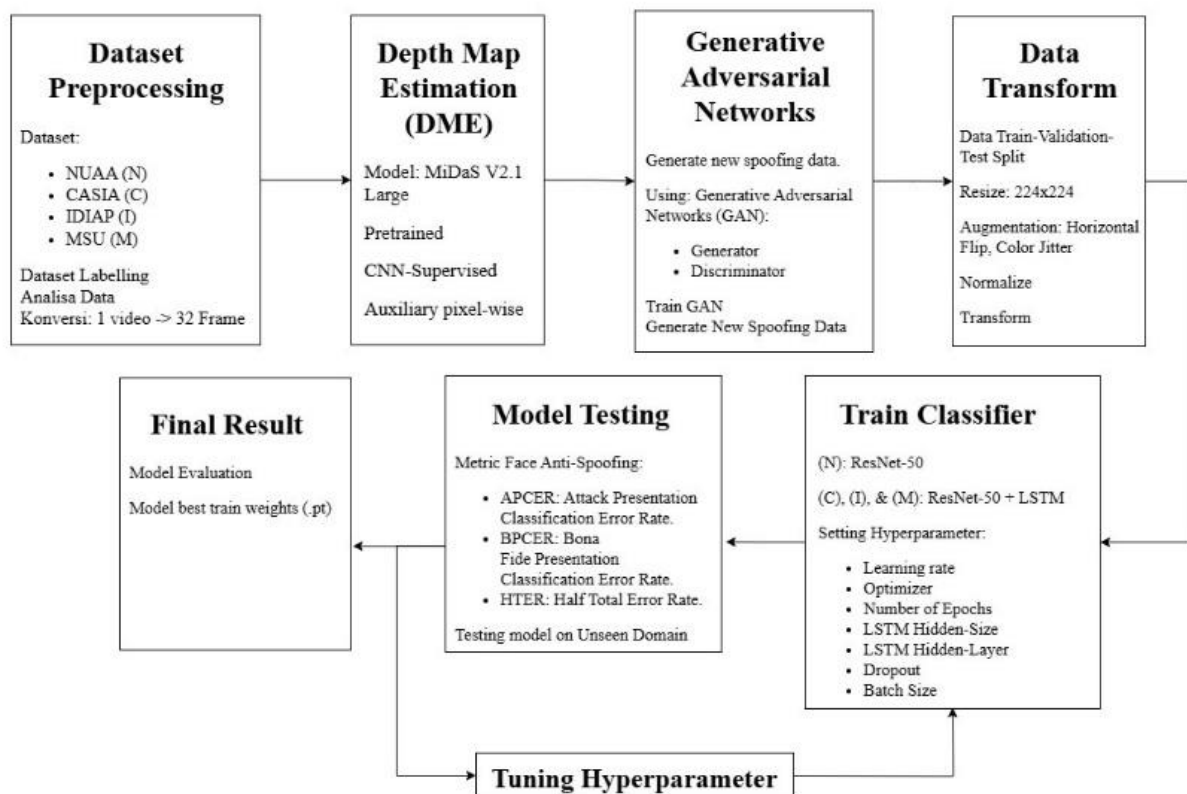 Dataset
Preprocessing
Dataset:
• NUAA (N)
• CASIA (C)
• IDIAP (I)
• MSU (M)
Dataset Labelling
Analisa Data
Konversi: 1 video -> 32 Frame
Depth Map
Estimation
(DME)
Model: MiDaS V2.1
Large
Pretrained
CNN-Supervised
Auxiliary pixel-wise
Generative
Adversarial
Networks
Generate new spoofing data.
Using: Generative Adversarial
Networks (GAN):
• Generator
• Discriminator
Train GAN
Generate New Spoofing Data
Data
Transform
Data Train-Validation-
Test Split
Resize: 224x224
Augmentation: Horizontal
Flip, Color Jitter
Normalize
Transform
Train Classifier
(N): ResNet-50
(C), (I), & (M): ResNet-50 + LSTM
Setting Hyperparameter:
• Learning rate
• Optimizer
• Number of Epochs
• LSTM Hidden-Size
• LSTM Hidden-Layer
• Dropout
• Batch Size
Model Testing
Metric Face Anti-Spoofing:
• APCER: Attack Presentation
Classification Error Rate.
• BPCER: Bona
Fide Presentation
Classification Error Rate.
• HTER: Half Total Error Rate.
Testing model on Unseen Domain
Final Result
Model Evaluation
Model best train weights (.pt)
Tuning Hyperparameter